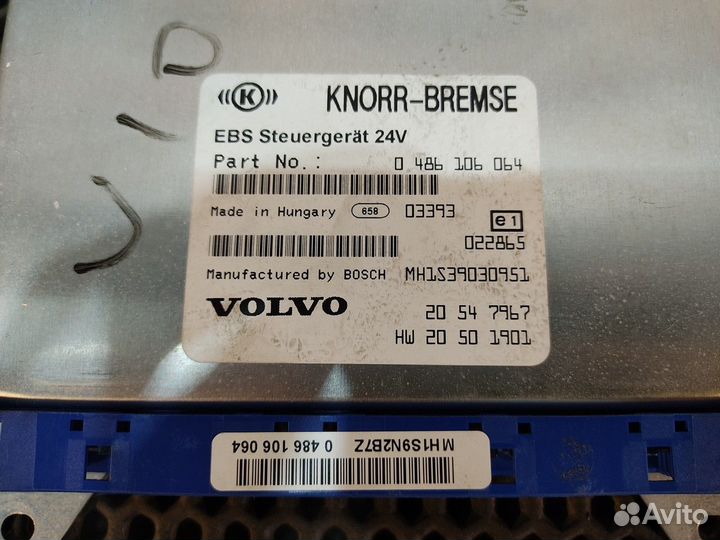 ((K)) KNORR-BREMSE
EBS Steuergerät 24V
Part No.: 0 486 106 064
Made in Hungary 658 03393 e1
022865
Manufactured by BOSCH MH1S39030951
VOLVO 20 54 7967
HW 20 50 1901
MH1S9N2B7Z 0 486 106 064
Avito